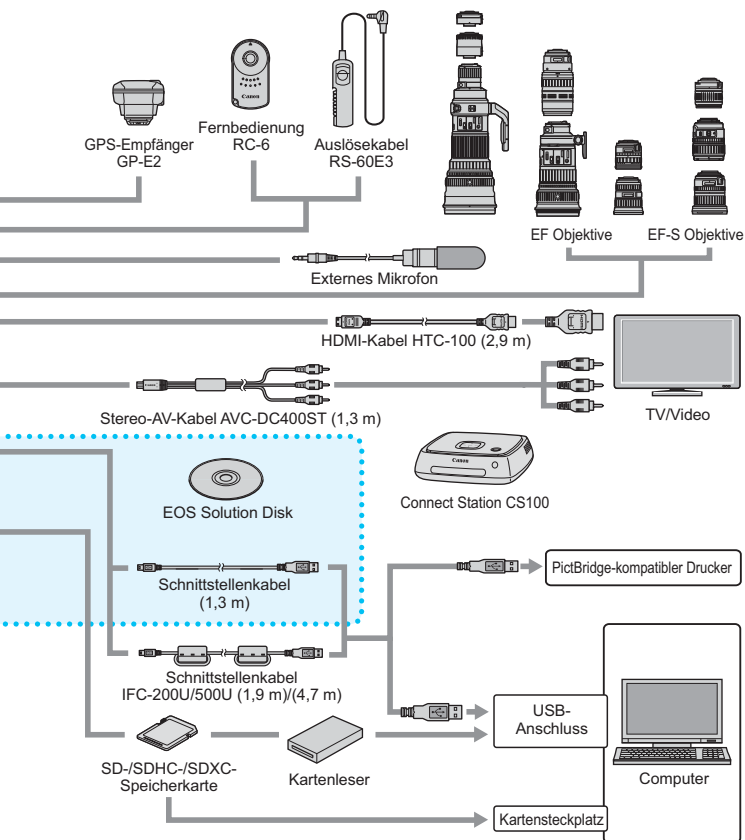 Canon
GPS-Empfänger
GP-E2
Fernbedienung
RC-6
Auslösekabel
RS-60E3
EF Objektive
EF-S Objektive
Externes Mikrofon
HDMI-Kabel HTC-100 (2,9 m)
Stereo-AV-Kabel AVC-DC400ST (1,3 m)
TV/Video
EOS Solution Disk
Canon
Connect Station CS100
Schnittstellenkabel
(1,3 m)
PictBridge-kompatibler Drucker
Schnittstellenkabel
IFC-200U/500U (1,9 m)/(4,7 m)
USB-
Anschluss
SD-/SDHC-/SDXC-
Speicherkarte
Kartenleser
Computer
Kartensteckplatz